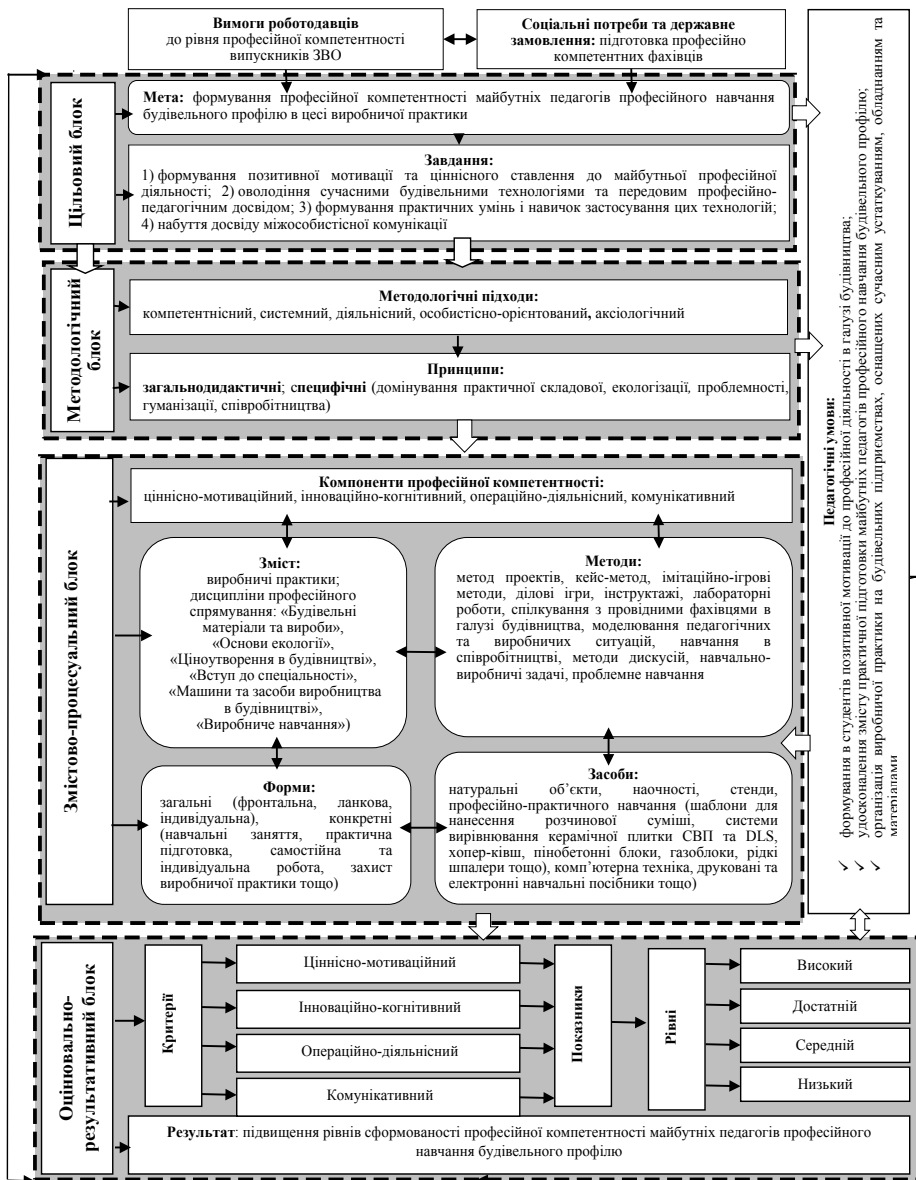 Вимоги роботодавців
до рівня професійної компетентності
випускників ЗВО
Соціальні потреби та державне
замовлення: підготовка професійно
компетентних фахівців
Цільовий блок
Мета: формування професійної компетентності майбутніх педагогів професійного навчання
будівельного профілю в цесі виробничої практики
Завдання:
1) формування позитивної мотивації та ціннісного ставлення до майбутньої професійної
діяльності; 2) оволодіння сучасними будівельними технологіями та передовим професійно-
педагогічним досвідом; 3) формування практичних умінь і навичок застосування цих технологій;
4) набуття досвіду міжособистісної комунікації
Методологічний
блок
Методологічні підходи:
компетентнісний, системний, діяльнісний, особистісно-орієнтований, аксіологічний
Принципи:
загальнодидактичні; специфічні (домінування практичної складової, екологізації, проблемності,
гуманізації, співробітництва)
Змістово-процесуальний блок
Компоненти професійної компетентності:
ціннісно-мотиваційний, інноваційно-когнітивний, операційно-діяльнісний, комунікативний
Зміст:
виробничі практики;
дисципліни професійного
спрямування: «Будівельні
матеріали та вироби»,
«Основи екології»,
«Ціноутворення в будівництві»,
«Вступ до спеціальності»,
«Машини та засоби виробництва
в будівництві»,
«Виробниче навчання»)
Методи:
метод проектів, кейс-метод, імітаційно-ігрові
методи, ділові ігри, інструктажі, лабораторні
роботи, спілкування з провідними фахівцями в
галузі будівництва, моделювання педагогічних
та виробничих ситуацій, навчання в
співробітництві, методи дискусій, навчально-
виробничі задачі, проблемне навчання
Форми:
загальні (фронтальна, ланкова,
індивідуальна), конкретні
(навчальні заняття, практична
підготовка, самостійна та
індивідуальна робота, захист
виробничої практики тощо)
Засоби:
натуральні об’єкти, наочності, стенди,
професійно-практичного навчання (шаблони для
нанесення розчинової суміші, системи
вирівнювання керамічної плитки СВП та DLS,
хопер-ківш, пінобетонні блоки, газоблоки, рідкі
шпалери тощо), комп’ютерна техніка, друковані та
електронні навчальні посібники тощо)
Педагогічні умови:
✓ формування в студентів позитивної мотивації до професійної діяльності в галузі будівництва;
✓ удосконалення змісту практичної підготовки майбутніх педагогів професійного навчання будівельного профілю;
✓ організація виробничої практики на будівельних підприємствах, оснащених сучасним устаткуванням, обладнанням та
матеріалами
Оцінювально-
результативний блок
Критерії
Ціннісно-мотиваційний
Інноваційно-когнітивний
Операційно-діяльнісний
Комунікативний
Показники
Рівні
Високий
Достатній
Середній
Низький
Результат: підвищення рівнів сформованості професійної компетентності майбутніх педагогів професійного
навчання будівельного профілю